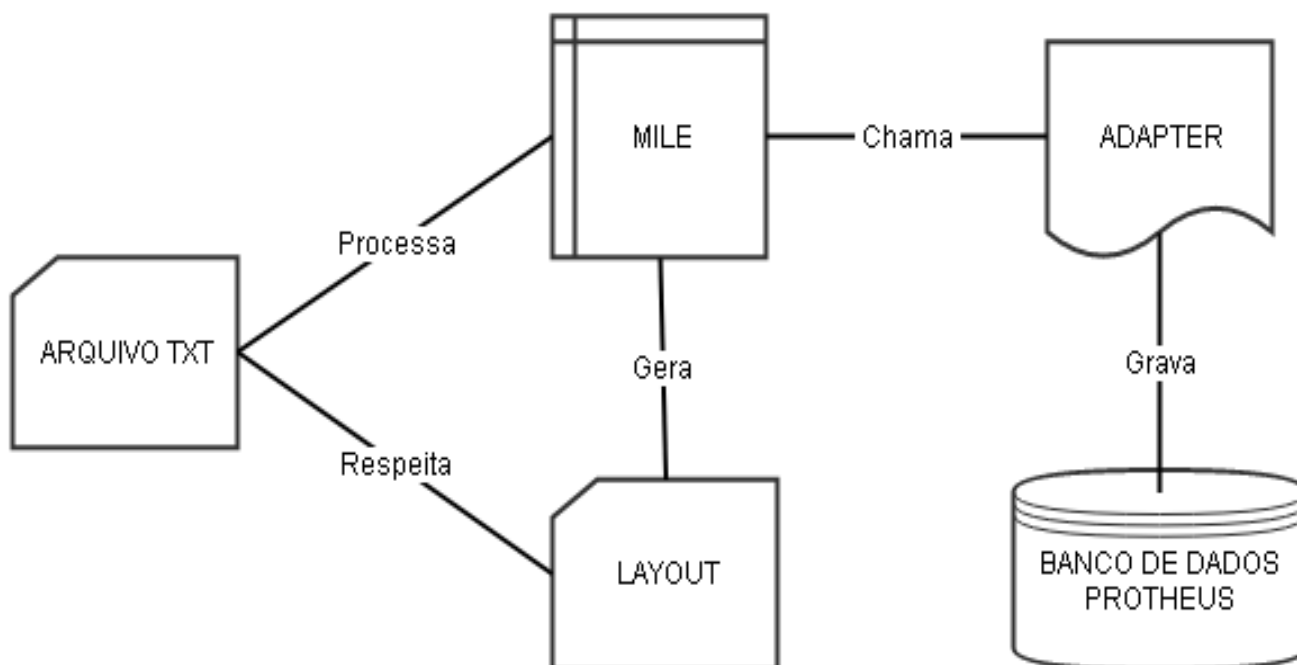 MILE
Chama
ADAPTER
Processa
ARQUIVO TXT
Gera
Grava
Respeita
LAYOUT
BANCO DE DADOS
PROTHEUS